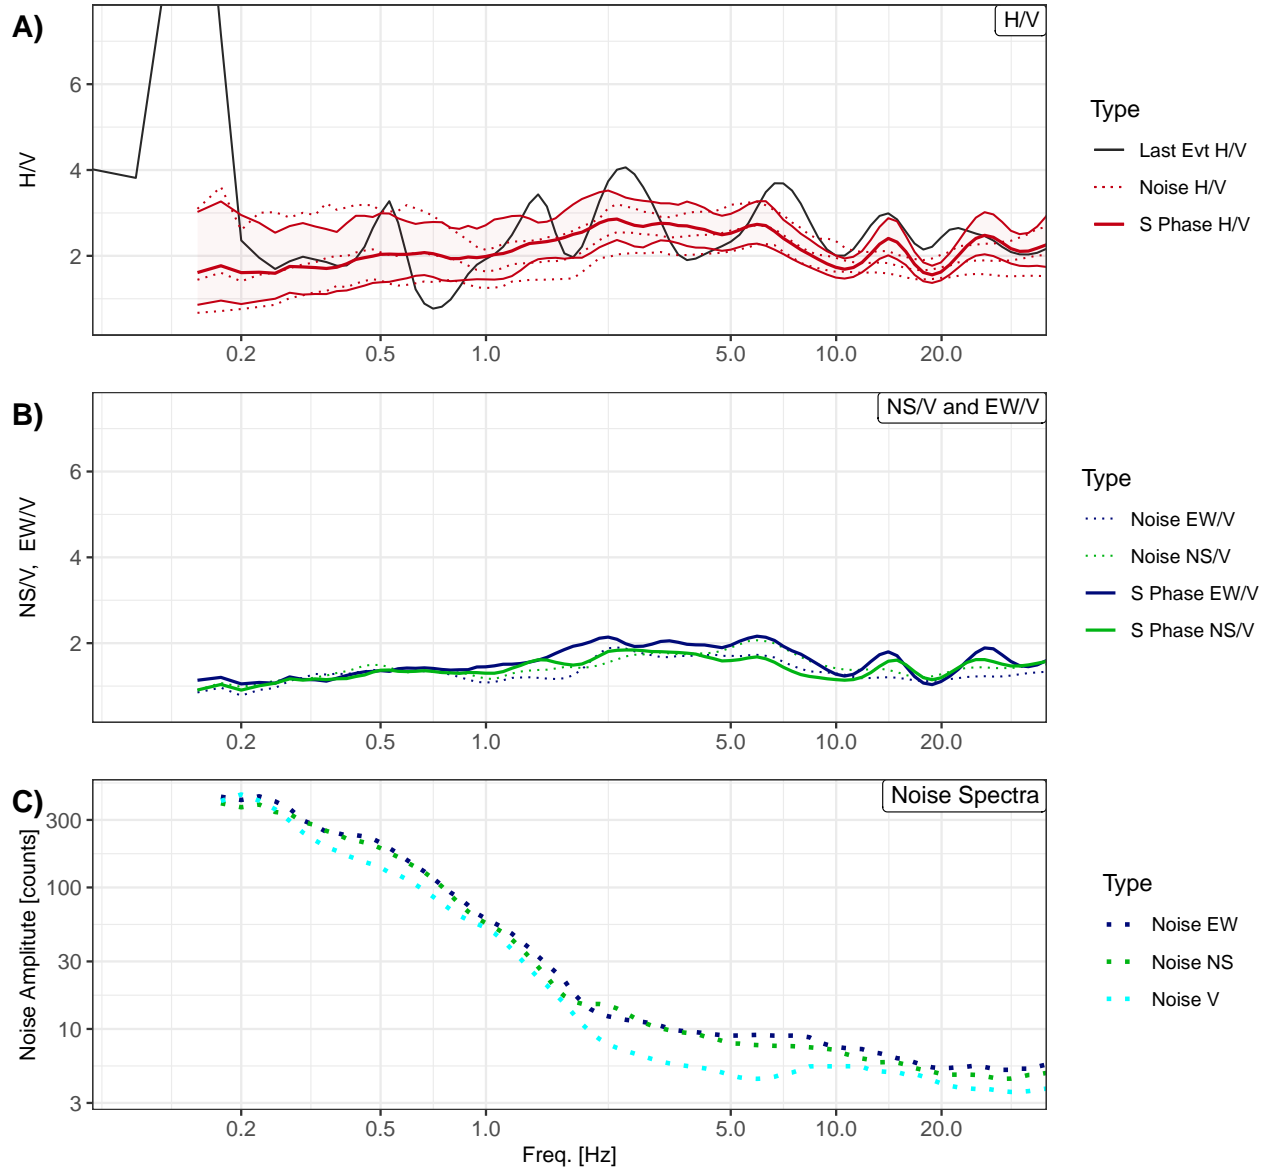 A)
H/V
6
4
2
H/V
0.2 0.5 1.0 5.0 10.0 20.0
Type
Last Evt H/V
Noise H/V
S Phase H/V
B)
NS/V and EW/V
6
4
2
NS/V, EW/V
0.2 0.5 1.0 5.0 10.0 20.0
Type
Noise EW/V
Noise NS/V
S Phase EW/V
S Phase NS/V
C)
Noise Spectra
300
100
30
10
3
Noise Amplitute [counts]
0.2 0.5 1.0 5.0 10.0 20.0
Freq. [Hz]
Type
Noise EW
Noise NS
Noise V